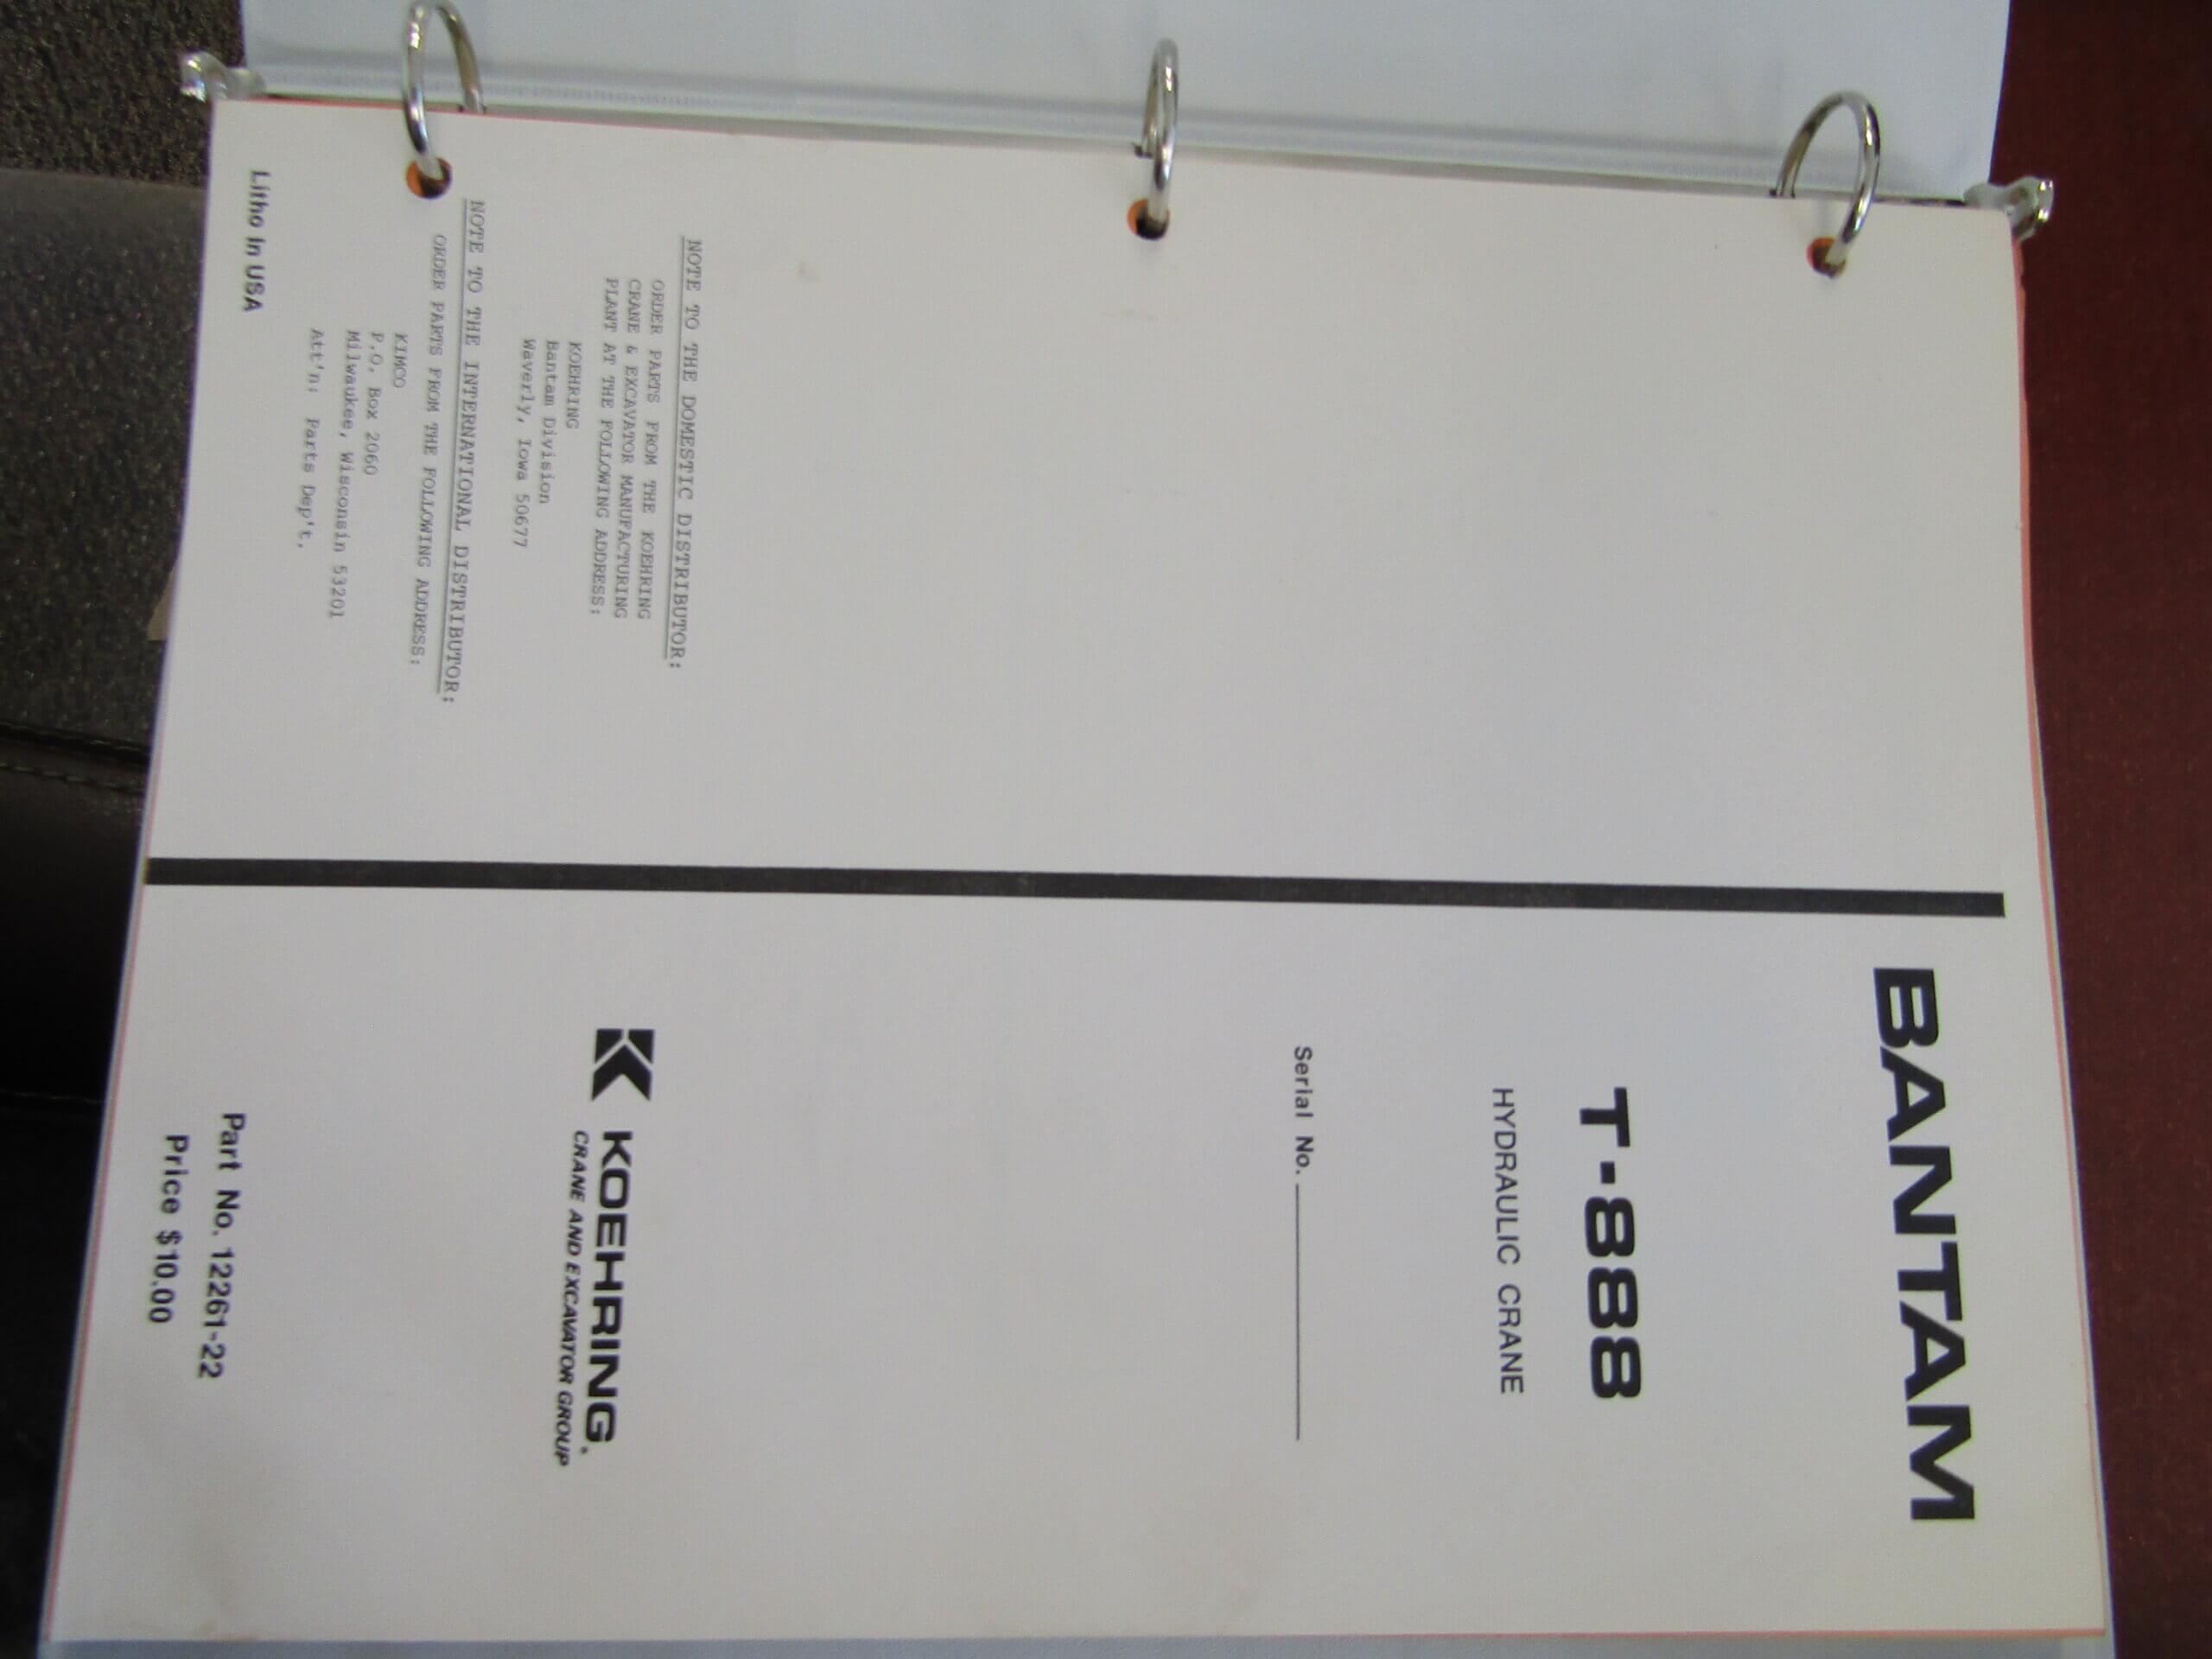 BANTAM
T-888
HYDRAULIC CRANE
Serial No.
KOEHRING®
CRANE AND EXCAVATOR GROUP
Part No. 12261-22
Price $10.00
NOTE TO THE DOMESTIC DISTRIBUTOR:
ORDER PARTS FROM THE KOEHRING
CRANE & EXCAVATOR MANUFACTURING
PLANT AT THE FOLLOWING ADDRESS:
KOEHRING
Bantam Division
Waverly, Iowa 50677
NOTE TO THE INTERNATIONAL DISTRIBUTOR:
ORDER PARTS FROM THE FOLLOWING ADDRESS:
KIMCO
P.O. Box 2060
Milwaukee, Wisconsin 53201
Att'n: Parts Dep't.
Litho In USA